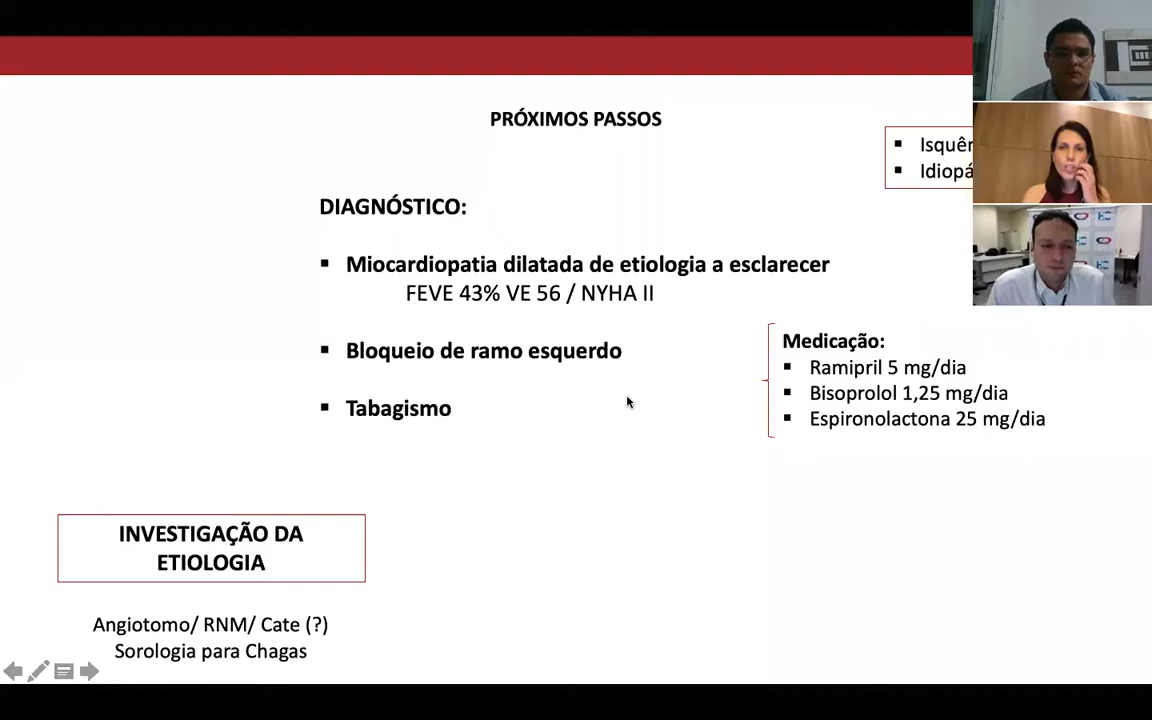 PRÓXIMOS PASSOS
DIAGNÓSTICO:
Miocardiopatia dilatada de etiologia a esclarecer
FEVE 43% VE 56 / NYHA II
Bloqueio de ramo esquerdo
Tabagismo
Medicação:
Ramipril 5 mg/dia
Bisoprolol 1,25 mg/dia
Espironolactona 25 mg/dia
INVESTIGAÇÃO DA
ETIOLOGIA
Angiotomo/ RNM/ Cate (?)
Sorologia para Chagas